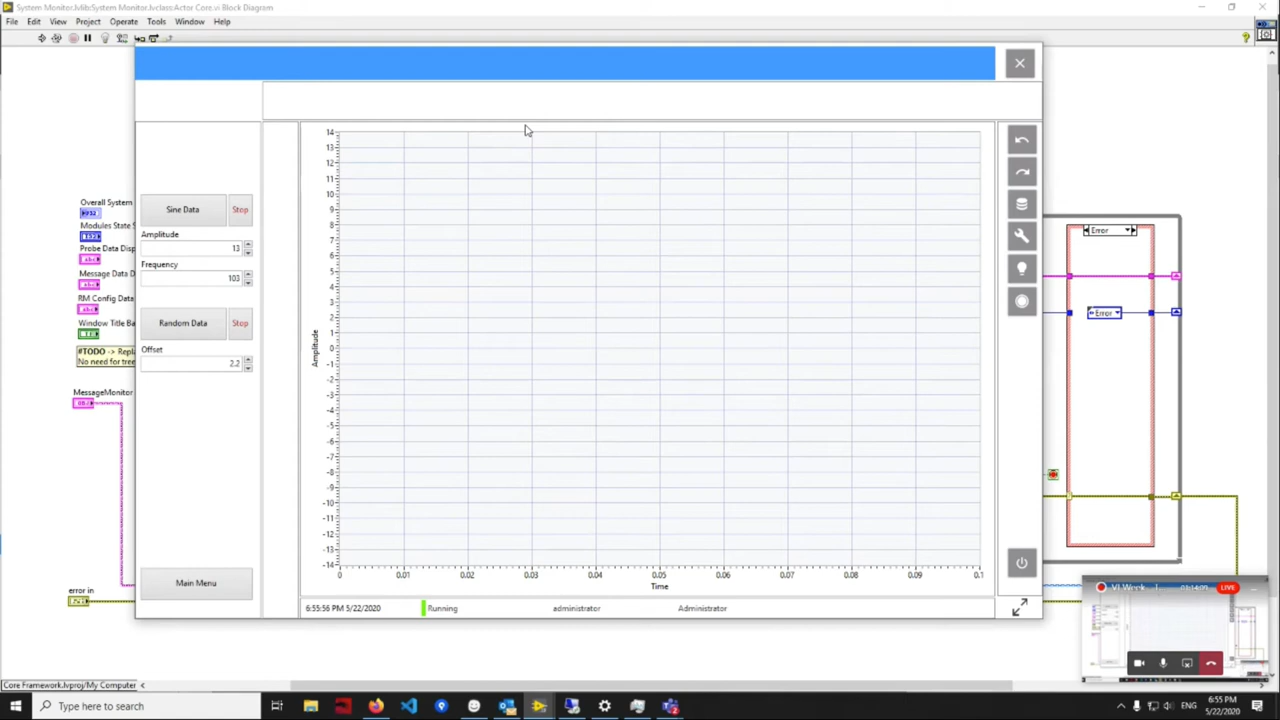 System Monitor.lvlib:System Monitor.lvclass:Actor Core.vi Block Diagram
File Edit View Project Operate Tools Window Help
Sine Data Stop
Amplitude
13
Frequency
103
Random Data Stop
Offset
2.2
Main Menu
14
13
12
11
10
9
8
7
6
5
4
3
2
1
0
-1
-2
-3
-4
-5
-6
-7
-8
-9
-10
-11
-12
-13
-14
Amplitude
0 0.01 0.02 0.03 0.04 0.05 0.06 0.07 0.08 0.09 0.1
Time
6:55:56 PM 5/22/2020 Running administrator Administrator
Overall System
Modules State S
Probe Data Disp
Message Data D
RM Config Data
Window Title Ba
#TODO -> Repla
No need for tree
MessageMonitor
error in
Error
Error
VI Week
LIVE
Core Framework.lvproj/My Computer
Type here to search
ENG
6:55 PM
5/22/2020